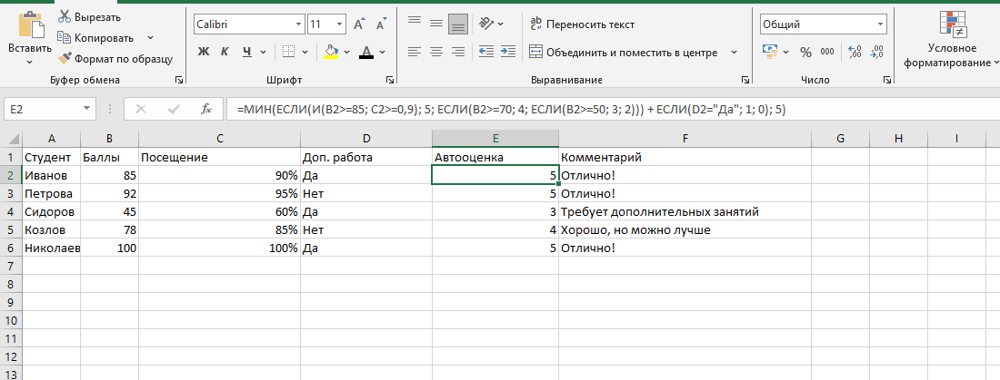 Вставить
Вырезать
Копировать
Формат по образцу
Буфер обмена
Calibri 11 A A
Ж К Ч А
Шрифт
ab
Переносить текст
Объединить и поместить в центре
Выравнивание
Общий
% 000 ,00 ,0
Число
Условное
форматирование
E2 fx =МИН(ЕСЛИ(И(B2>=85; C2>=0,9); 5; ЕСЛИ(B2>=70; 4; ЕСЛИ(B2>=50; 3; 2))) + ЕСЛИ(D2="Да"; 1; 0); 5)
A B C D E F G H I
1 Студент Баллы Посещение Доп. работа Автооценка Комментарий
2 Иванов 85 90% Да 5 Отлично!
3 Петрова 92 95% Нет 5 Отлично!
4 Сидоров 45 60% Да 3 Требует дополнительных занятий
5 Козлов 78 85% Нет 4 Хорошо, но можно лучше
6 Николаев 100 100% Да 5 Отлично!
7
8
9
10
11
12
13